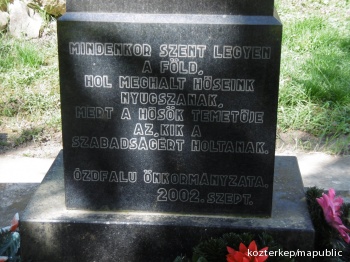 MINDENKOR SZENT LEGYEN
A FÖLD,
HOL MEGHALT HŐSEINK
NYUGSZANAK,
MERT A HŐSÖK TEMETŐJE
AZ, KIK A
SZABADSÁGÉRT HOLTANAK.
ÓZDFALU ÖNKORMÁNYZATA.
2002. SZEPT.
kozterkep/mapublic